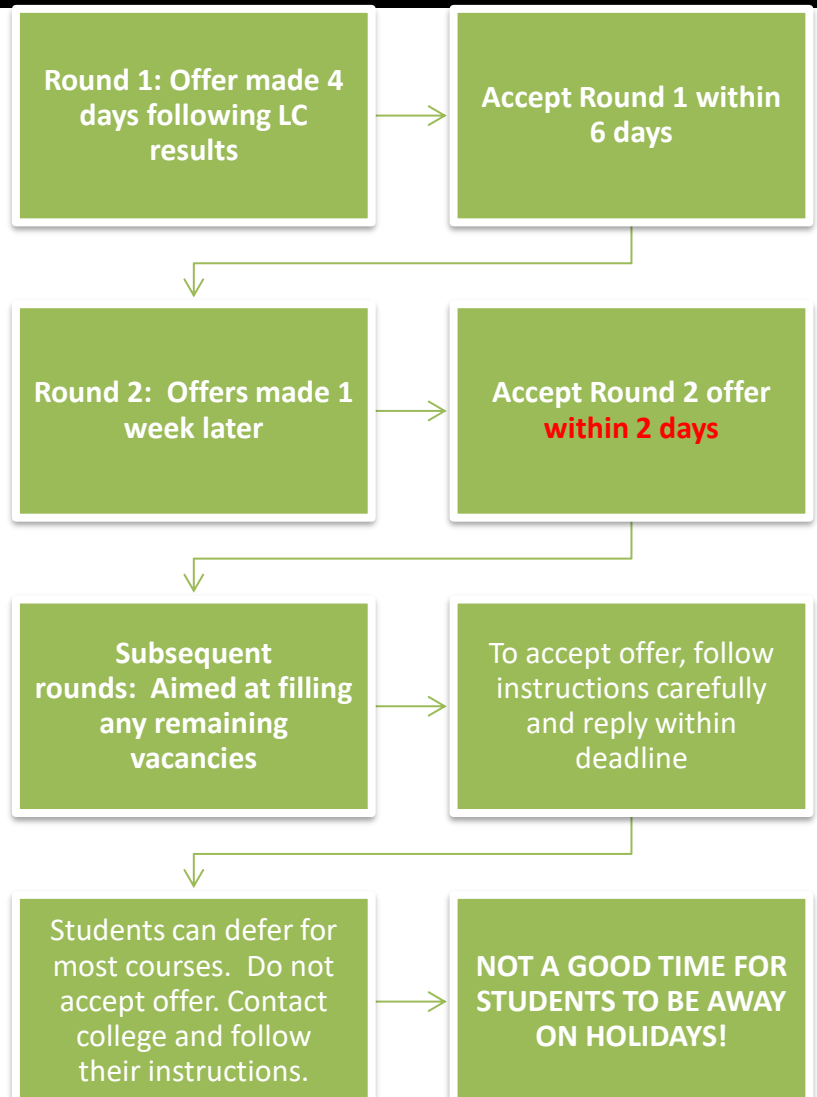 Round 1: Offer made 4
days following LC
results
Accept Round 1 within
6 days
Round 2:  Offers made 1
week later
Accept Round 2 offer
within 2 days
Subsequent
rounds:  Aimed at filling
any remaining
vacancies
To accept offer, follow
instructions carefully
and reply within
deadline
Students can defer for
most courses.  Do not
accept offer. Contact
college and follow
their instructions.
NOT A GOOD TIME FOR
STUDENTS TO BE AWAY
ON HOLIDAYS!